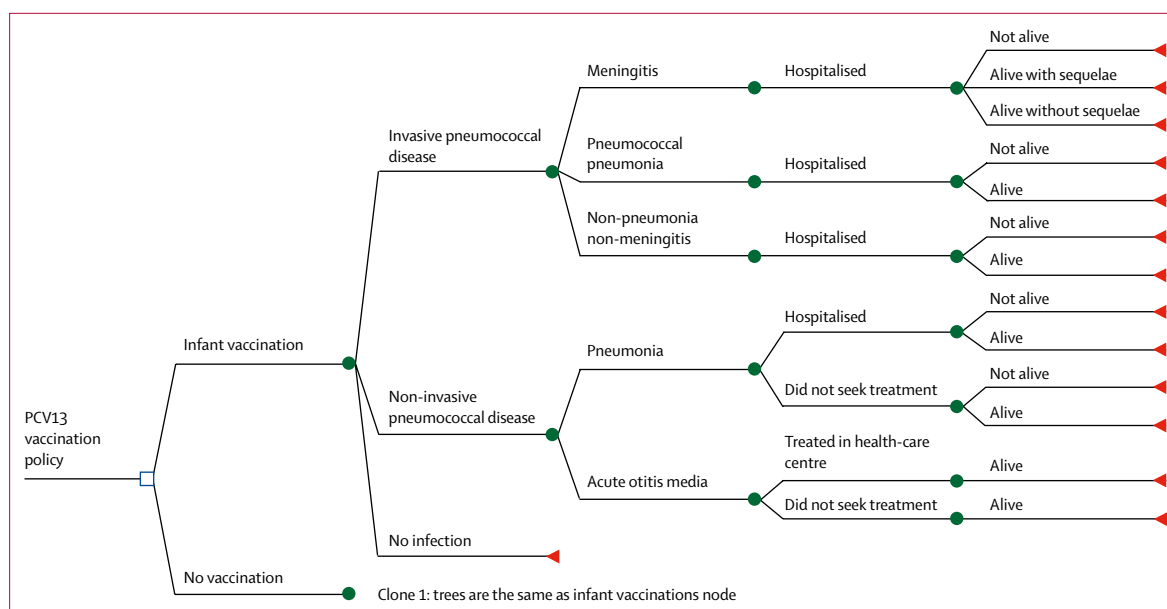 Not alive
Meningitis
Hospitalised
Alive with sequelae
Alive without sequelae
Invasive pneumococcal
disease
Pneumococcal
pneumonia
Hospitalised
Not alive
Alive
Non-pneumonia
non-meningitis
Hospitalised
Not alive
Alive
Infant vaccination
Hospitalised
Not alive
Alive
Pneumonia
Did not seek treatment
Not alive
Alive
Non-invasive
pneumococcal disease
PCV13
vaccination
policy
Treated in health-care
centre
Alive
Acute otitis media
Did not seek treatment
Alive
No infection
No vaccination
Clone 1: trees are the same as infant vaccinations node